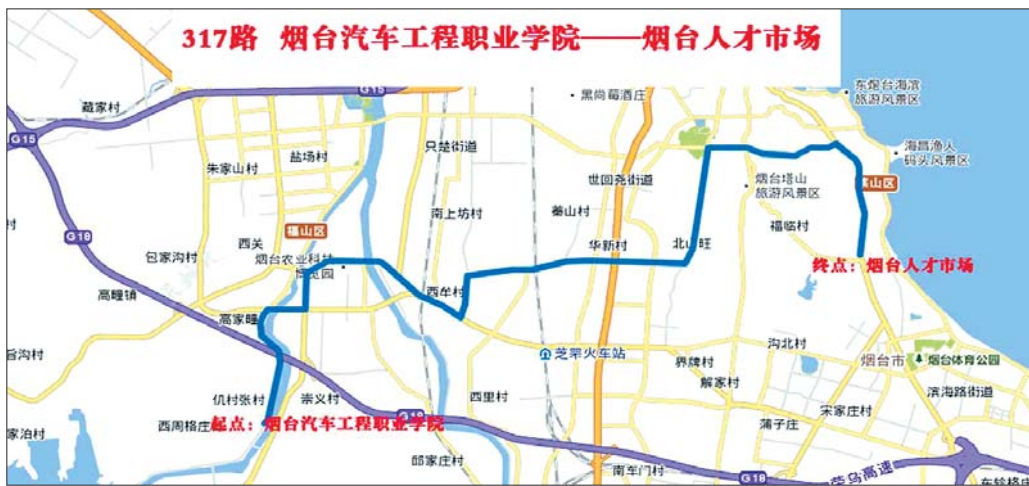 317路 烟台汽车工程职业学院——烟台人才市场
G15
东炮台海滨
旅游风景区
戴家村
黑尚莓酒庄
G15
只楚街道
海昌渔人
码头风景区
盐场村
朱家山村
世回尧街道
烟台塔山
旅游风景区
莱山区
南上坊村
福山区
福临村
G18
西关
华新村
包家沟村
烟台农业科技
博览园
终点：烟台人才市场
高疃镇
西牟村
高家疃
沟北村
芝罘火车站
界牌村
烟台市
烟台体育公园
解家村
仉村张村
崇义村
西里村
滨海路街道
宋家庄村
西周格庄
起点：烟台汽车工程职业学院
G18
蒲子庄
家泊村
邱家庄村
南车门村
G18
荣乌高速